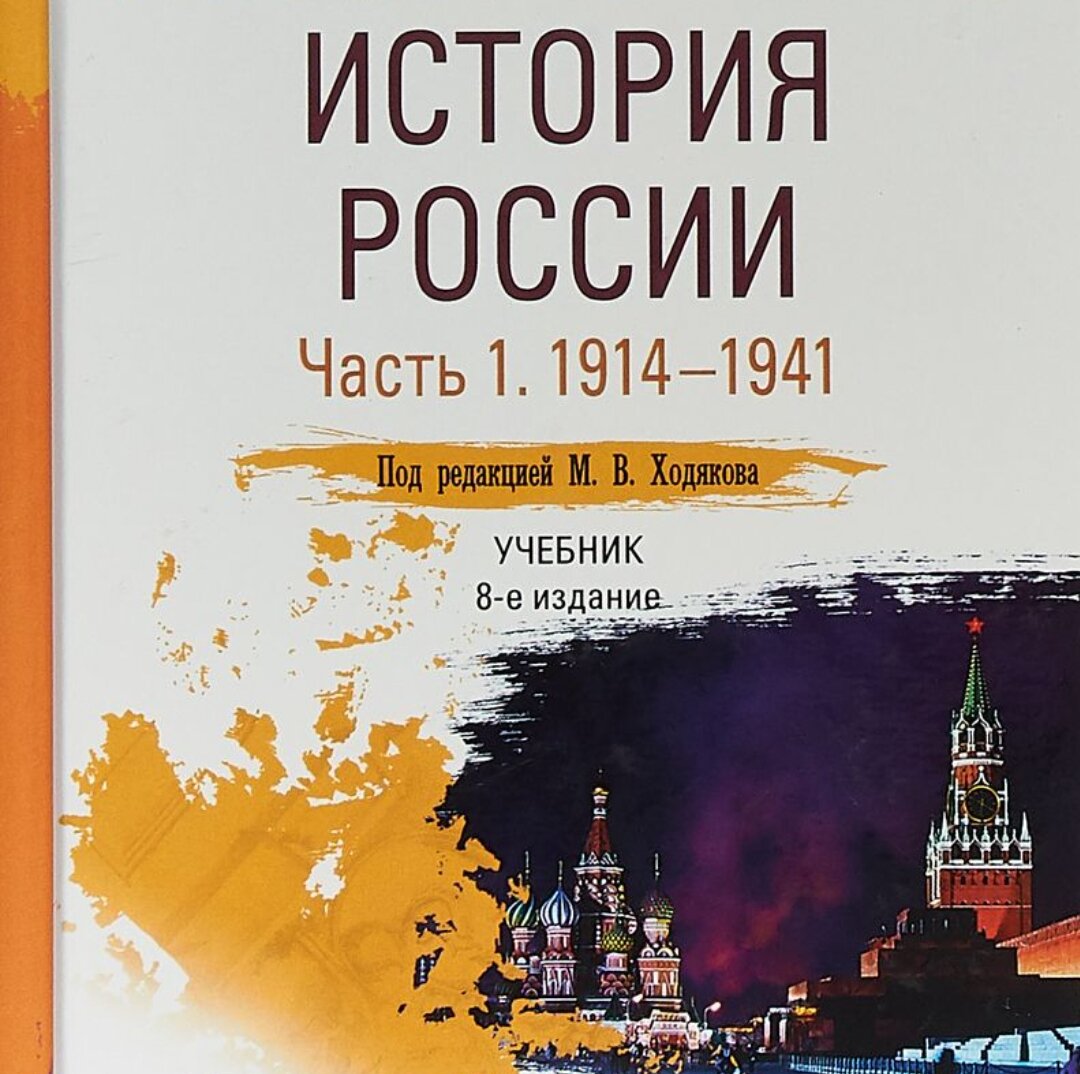 ИСТОРИЯ
РОССИИ
Часть 1. 1914–1941
Под редакцией М. В. Ходякова
УЧЕБНИК
8-е издание